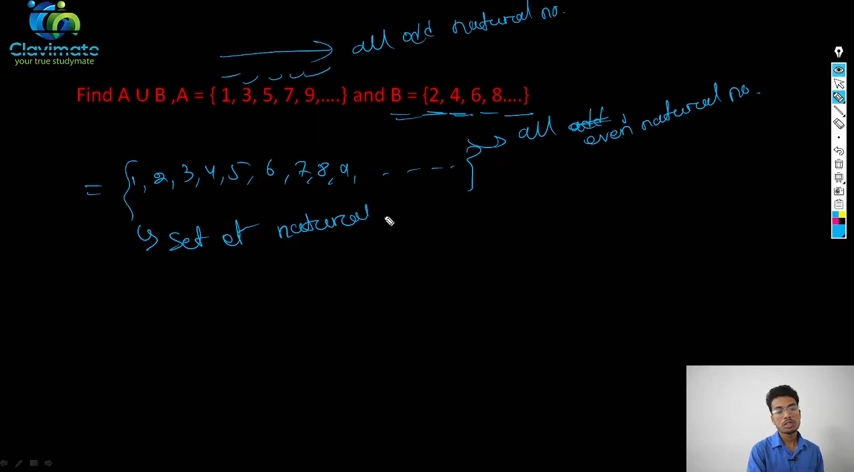 Clavimate
your true studymate
all odd natural no.
Find A U B ,A = { 1, 3, 5, 7, 9,....} and B = {2, 4, 6, 8....}
all even natural no.
= { 1, 2, 3, 4, 5, 6, 7, 8, 9, ..... }
set of natural